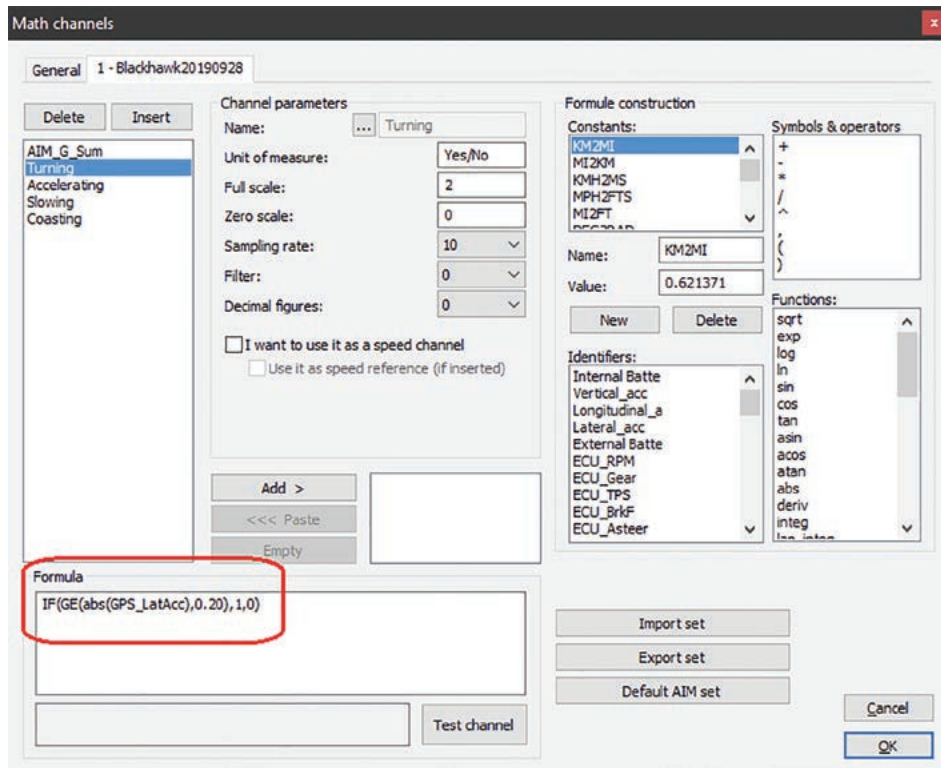 Math channels
x
General
1 - Blackhawk20190928
Delete
Insert
AIM_G_Sum
Turning
Accelerating
Slowing
Coasting
Channel parameters
Name:
...
Turning
Unit of measure:
Yes/No
Full scale:
2
Zero scale:
0
Sampling rate:
10
Filter:
0
Decimal figures:
0
I want to use it as a speed channel
Use it as speed reference (if inserted)
Add >
<<< Paste
Empty
Formule construction
Constants:
KM2MI
MI2KM
KMH2MS
MPH2FTS
MI2FT
DEG2RAD
Name:
KM2MI
Value:
0.621371
New
Delete
Identifiers:
Internal Batte
Vertical_acc
Longitudinal_a
Lateral_acc
External Batte
ECU_RPM
ECU_Gear
ECU_TPS
ECU_BrkF
ECU_Asteer
Symbols & operators
+
-
*
/
^
,
(
)
Functions:
sqrt
exp
log
ln
sin
cos
tan
asin
acos
atan
abs
deriv
integ
Formula
IF(GE(abs(GPS_LatAcc),0.20),1,0)
Test channel
Import set
Export set
Default AIM set
Cancel
OK